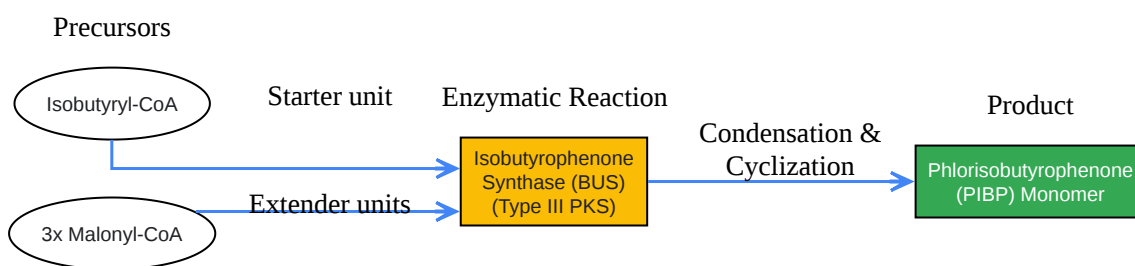 Precursors
Isobutyryl-CoA
Starter unit
Enzymatic Reaction
Product
Condensation &
Cyclization
Isobutyrophenone
Synthase (BUS)
(Type III PKS)
Phlorisobutyrophenone
(PIBP) Monomer
Extender units
3x Malonyl-CoA